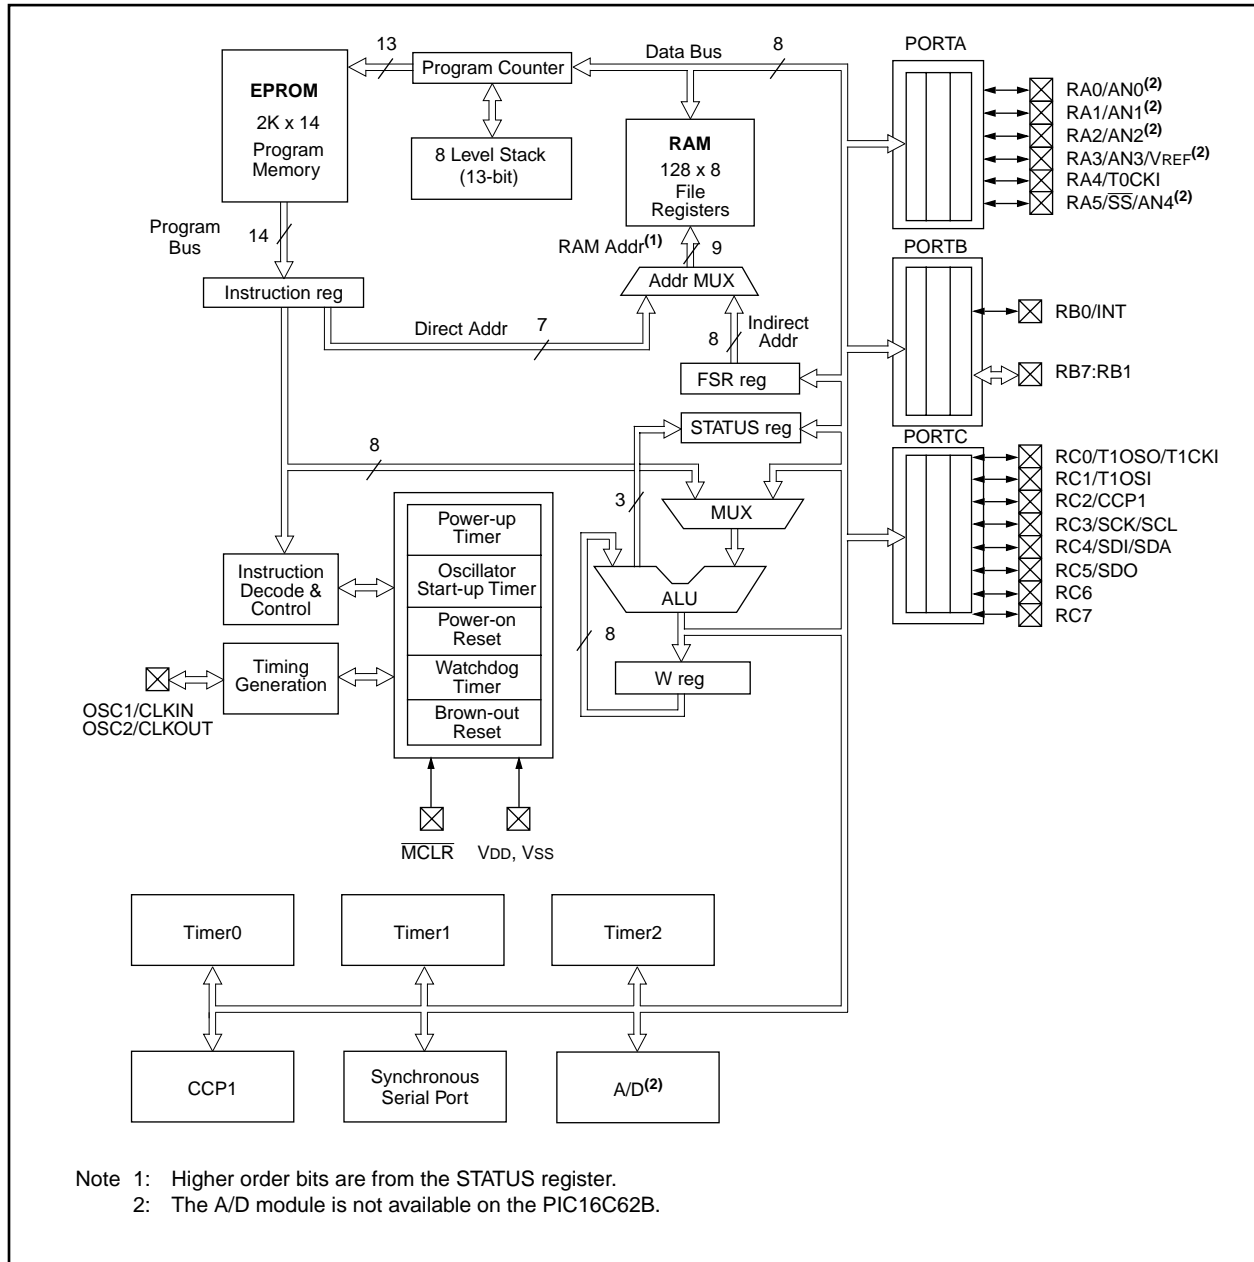 13
Program Counter
Data Bus
8
PORTA
EPROM
2K x 14
Program
Memory
8 Level Stack
(13-bit)
RAM
128 x 8
File
Registers
RA0/AN0(2)
RA1/AN1(2)
RA2/AN2(2)
RA3/AN3/VREF(2)
RA4/T0CKI
RA5/SS/AN4(2)
Program
Bus
14
RAM Addr(1)
9
PORTB
Instruction reg
Addr MUX
Direct Addr
7
8
Indirect
Addr
RB0/INT
FSR reg
RB7:RB1
STATUS reg
PORTC
8
RC0/T1OSO/T1CKI
RC1/T1OSI
RC2/CCP1
RC3/SCK/SCL
RC4/SDI/SDA
RC5/SDO
RC6
RC7
3
MUX
Power-up
Timer
Instruction
Decode &
Control
Oscillator
Start-up Timer
ALU
Power-on
Reset
8
Timing
Generation
Watchdog
Timer
W reg
OSC1/CLKIN
OSC2/CLKOUT
Brown-out
Reset
MCLR
VDD, VSS
Timer0
Timer1
Timer2
CCP1
Synchronous
Serial Port
A/D(2)
Note 1: Higher order bits are from the STATUS register.
2: The A/D module is not available on the PIC16C62B.